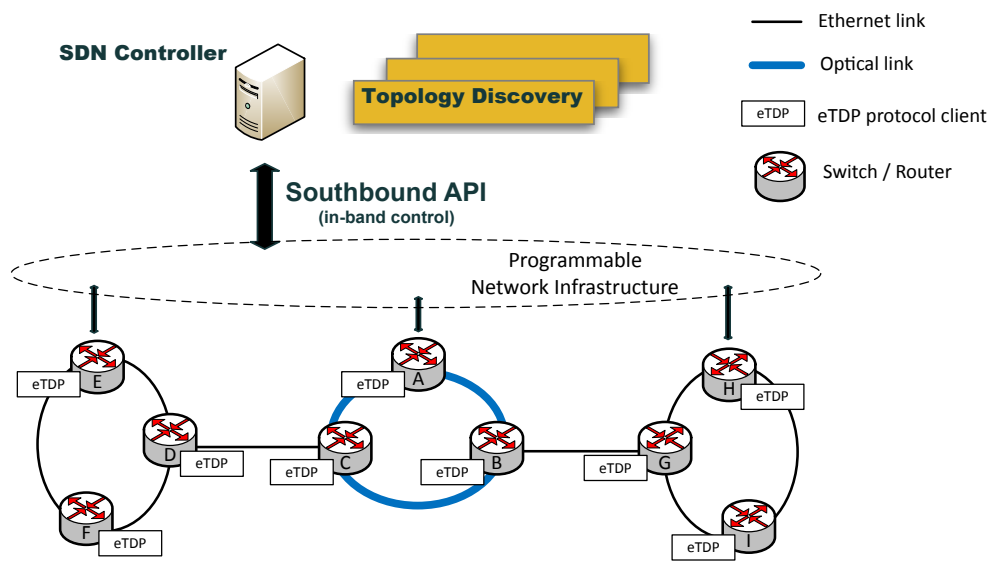 SDN Controller
Topology Discovery
Ethernet link
Optical link
eTDP
eTDP protocol client
Switch / Router
Southbound API
(in-band control)
Programmable
Network Infrastructure
E
eTDP
A
eTDP
H
eTDP
D
eTDP
C
eTDP
B
eTDP
G
eTDP
F
eTDP
I
eTDP